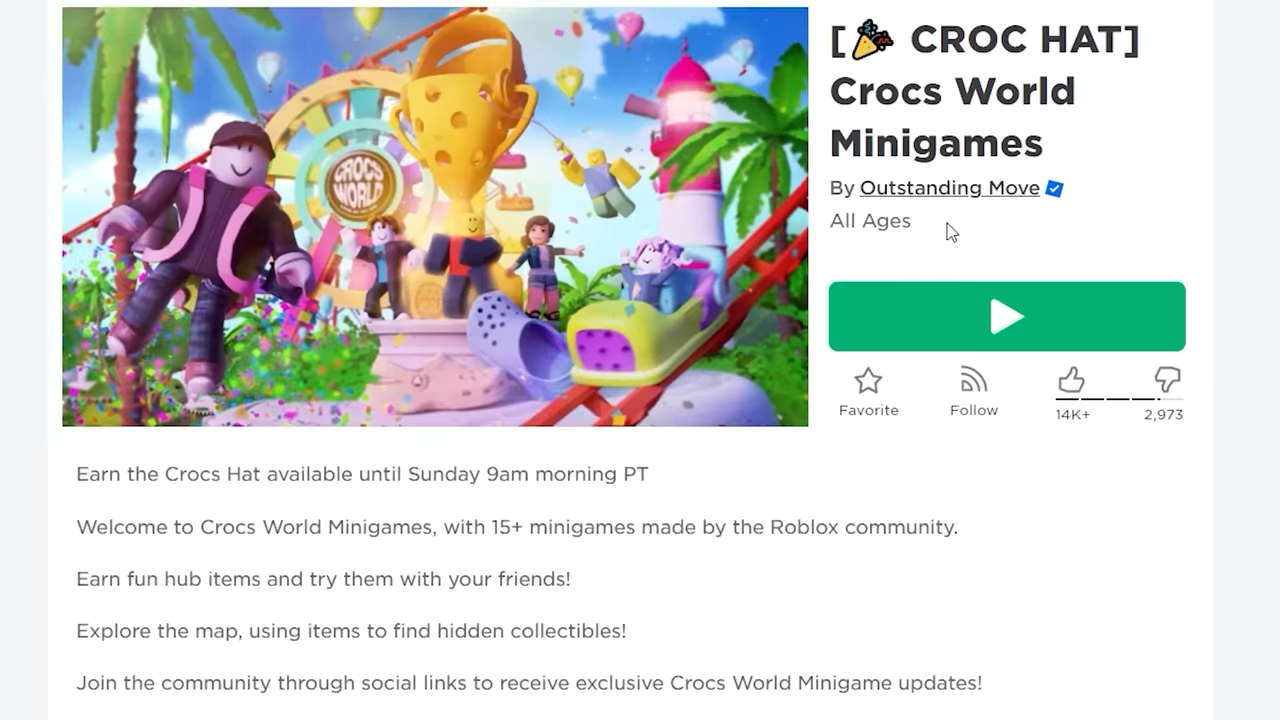 [🎉 CROC HAT]
Crocs World
Minigames
By Outstanding Move
All Ages
Favorite
Follow
14K+
2,973
CROCS
WORLD
Earn the Crocs Hat available until Sunday 9am morning PT
Welcome to Crocs World Minigames, with 15+ minigames made by the Roblox community.
Earn fun hub items and try them with your friends!
Explore the map, using items to find hidden collectibles!
Join the community through social links to receive exclusive Crocs World Minigame updates!